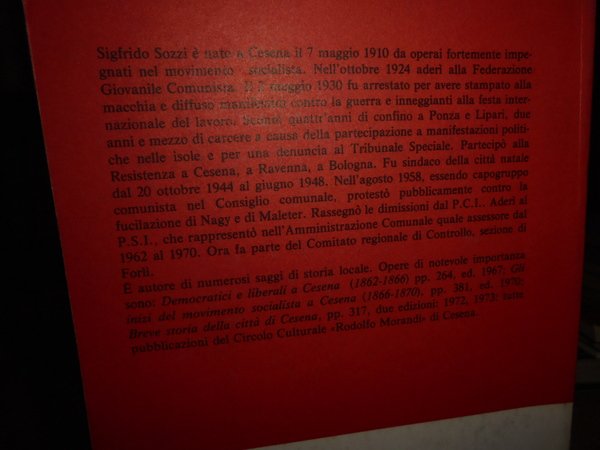 Sigfrido Sozzi è nato a Cesena il 7 maggio 1910 da operai fortemente impe-
gnati nel movimento socialista. Nell'ottobre 1924 aderì alla Federazione
Giovanile Comunista. Il maggio 1930 fu arrestato per avere stampato alla
macchia e diffuso manifestini contro la guerra e inneggianti alla festa inter-
nazionale del lavoro. Scontò quattr'anni di confino a Ponza e Lipari, due
anni e mezzo di carcere a causa della partecipazione a manifestazioni politi-
che nelle isole e per una denuncia al Tribunale Speciale. Partecipò alla
Resistenza a Cesena, a Ravenna, a Bologna. Fu sindaco della città natale
dal 20 ottobre 1944 al giugno 1948. Nell'agosto 1958, essendo capogruppo
comunista nel Consiglio comunale, protestò pubblicamente contro la
fucilazione di Nagy e di Maleter. Rassegnò le dimissioni dal P.C.I.. Aderì al
P.S.I., che rappresentò nell'Amministrazione Comunale quale assessore dal
1962 al 1970. Ora fa parte del Comitato regionale di Controllo, sezione di
Forlì.
È autore di numerosi saggi di storia locale. Opere di notevole importanza
sono: Democratici e liberali a Cesena (1862-1866) pp. 264, ed. 1967; Gli
inizi del movimento socialista a Cesena (1866-1870), pp. 381, ed. 1970;
Breve storia della città di Cesena, pp. 317, due edizioni: 1972, 1973; tutte
pubblicazioni del Circolo Culturale «Rodolfo Morandi» di Cesena